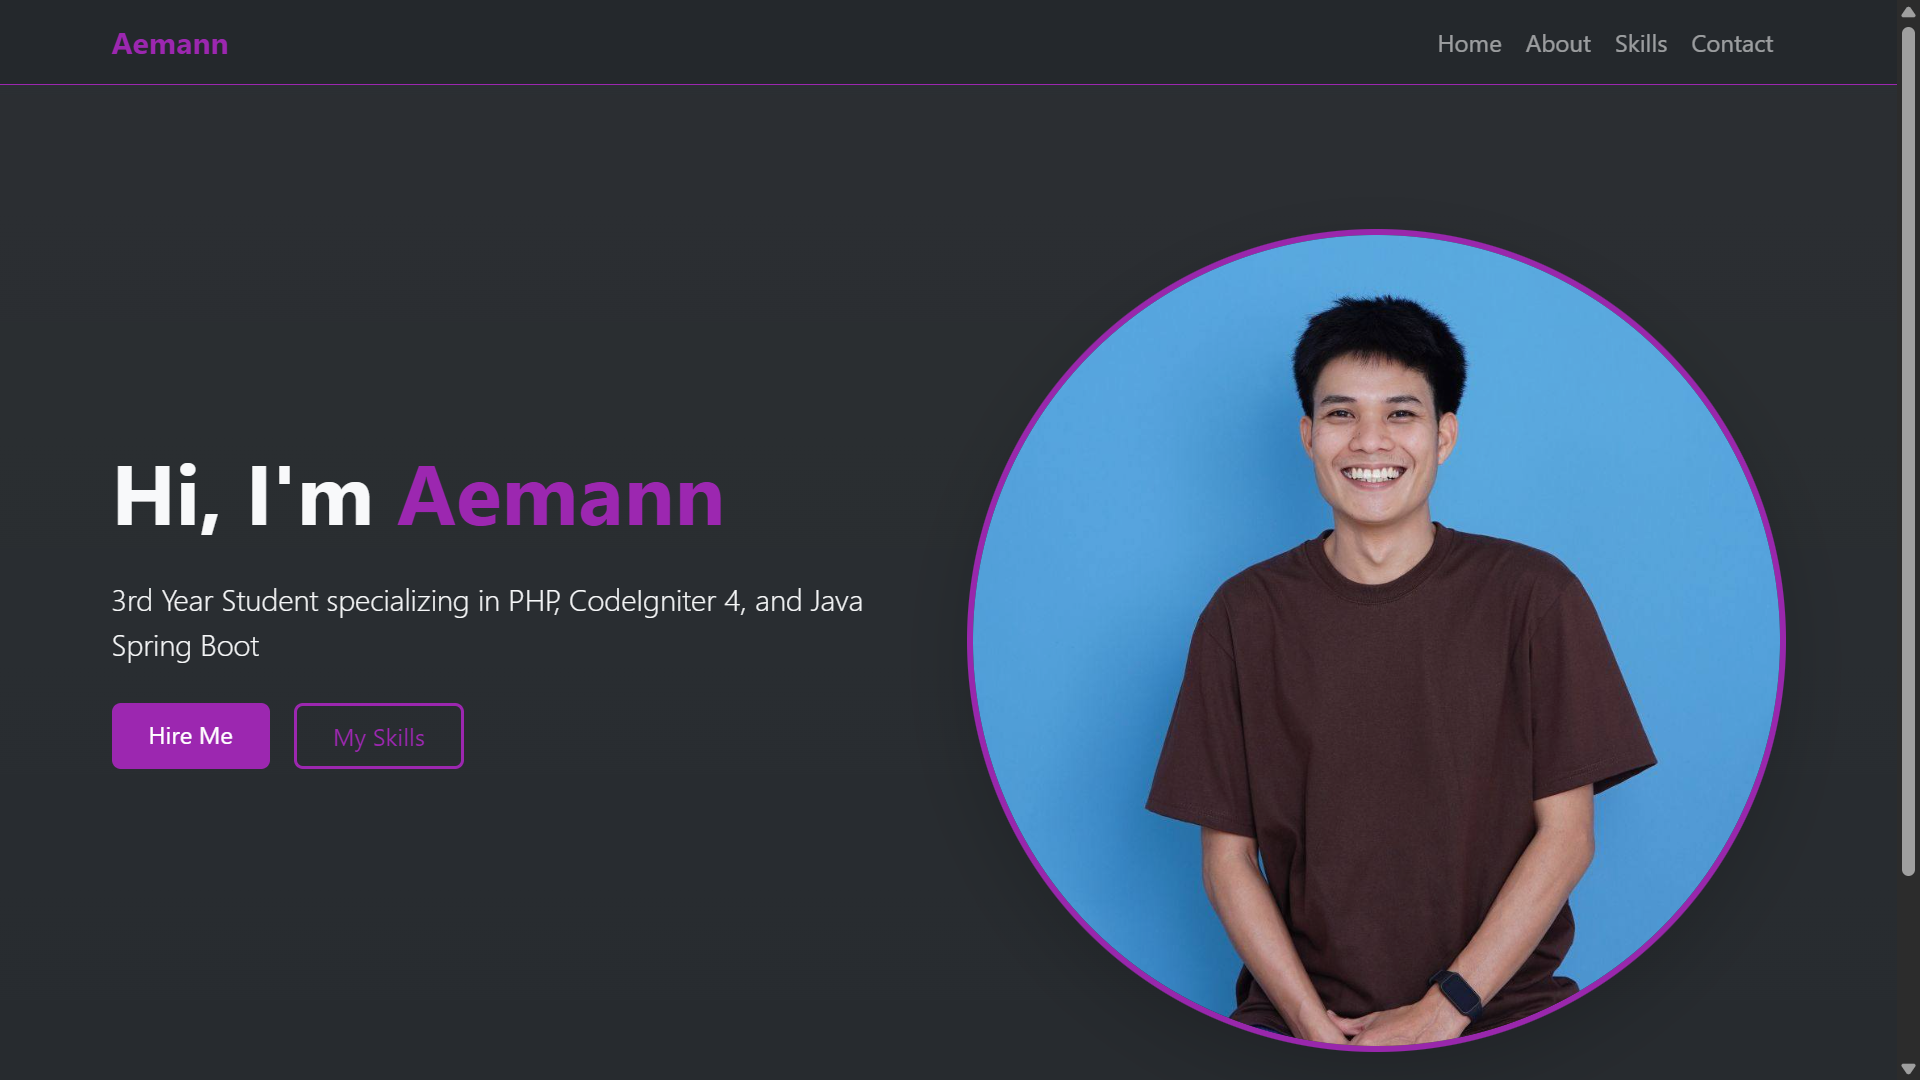 Aemann
Home About Skills Contact
Hi, I'm Aemann
3rd Year Student specializing in PHP, CodeIgniter 4, and Java
Spring Boot
Hire Me
My Skills